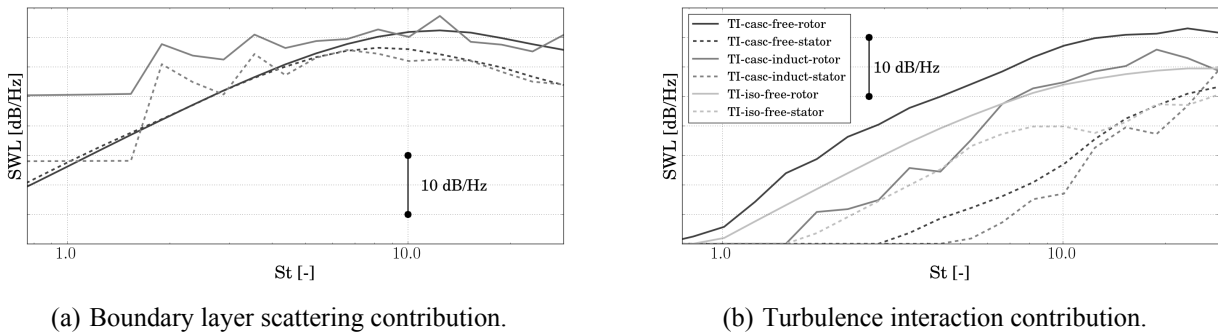 SWL [dB/Hz]
10 dB/Hz
1.0
10.0
St [-]
(a) Boundary layer scattering contribution.
SWL [dB/Hz]
TI-casc-free-rotor
TI-casc-free-stator
TI-casc-induct-rotor
TI-casc-induct-stator
TI-iso-free-rotor
TI-iso-free-stator
10 dB/Hz
1.0
10.0
St [-]
(b) Turbulence interaction contribution.